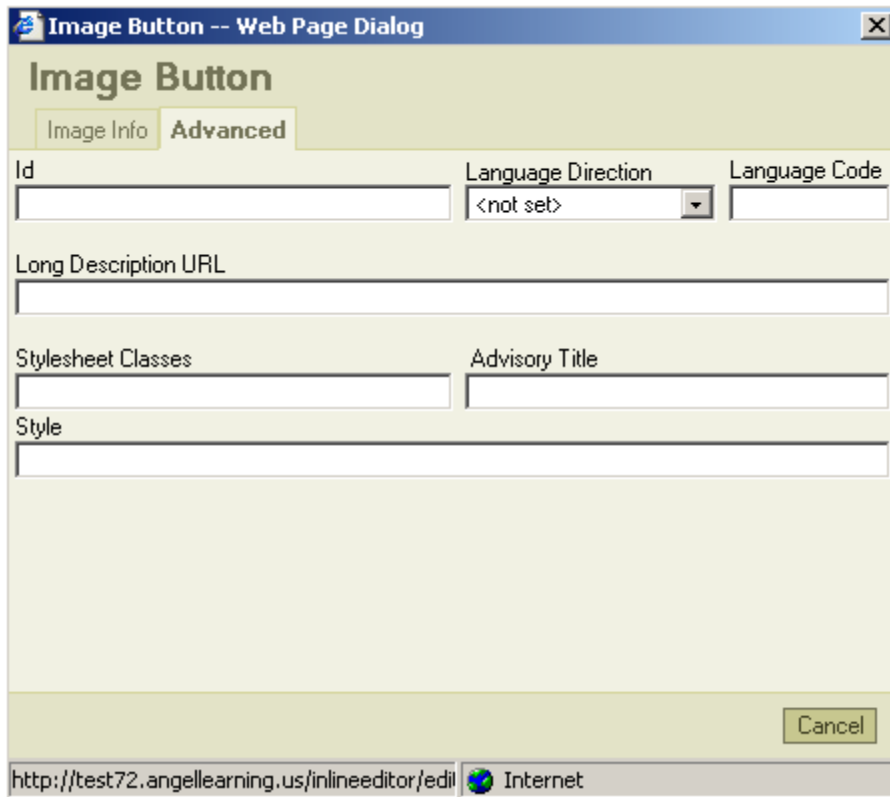 Image Button -- Web Page Dialog
Image Button
Image Info Advanced
Id Language Direction Language Code
<not set>
Long Description URL
Stylesheet Classes Advisory Title
Style
Cancel
http://test72.angellearning.us/inlineeditor/edi Internet